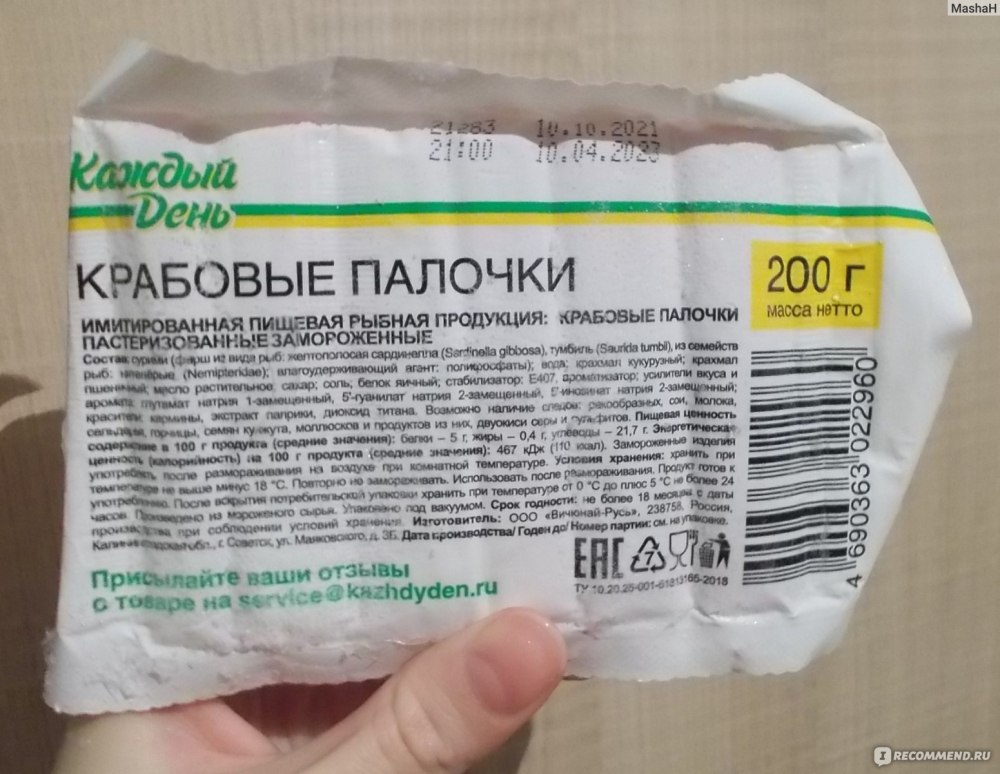 MashaH
21283 10.10.2021
21:00 10.04.2023
Каждый
День
КРАБОВЫЕ ПАЛОЧКИ
200 г
масса нетто
ИМИТИРОВАННАЯ ПИЩЕВАЯ РЫБНАЯ ПРОДУКЦИЯ: КРАБОВЫЕ ПАЛОЧКИ
ПАСТЕРИЗОВАННЫЕ ЗАМОРОЖЕННЫЕ
Состав: сурими (фарш из вида рыб: желтополосая сардинелла (Sardinella gibbosa), тумбиль (Saurida tumbil), из семейств
рыб: нитеперые (Nemipteridae); влагоудерживающий агент: полифосфаты); вода; крахмал кукурузный; крахмал
пшеничный; масло растительное; сахар; соль; белок яичный; стабилизатор: Е407, ароматизатор; усилители вкуса и
аромата: глутамат натрия 1-замещенный, 5'-гуанилат натрия 2-замещенный, 5'-инозинат натрия 2-замещенный;
красители: кармины, экстракт паприки, диоксид титана. Возможно наличие следов: ракообразных, сои, молока,
сельдерея, горчицы, семян кунжута, моллюсков и продуктов из них, двуокиси серы и сульфитов. Пищевая ценность
содержание в 100 г продукта (средние значения): белки – 5 г, жиры – 0,4 г, углеводы – 21,7 г. Энергетическая
ценность (калорийность) на 100 г продукта (средние значения): 467 кДж (110 ккал). Замороженные изделия
употреблять после размораживания на воздухе при комнатной температуре. Условия хранения: хранить при
температуре не выше минус 18 °С. Повторно не замораживать. Использовать после размораживания. Продукт готов к
употреблению. После вскрытия потребительской упаковки хранить при температуре от 0 °С до плюс 5 °С не более 24
часов. Произведено из мороженого сырья. Упаковано под вакуумом. Срок годности: не более 18 месяцев с даты
производства при соблюдении условий хранения. Изготовитель: ООО «Вичюнай-Русь», 238758, Россия,
Калининградская обл., г. Советск, ул. Маяковского, д. 3Б. Дата производства/ Годен до/ Номер партии: см. на упаковке.
Присылайте ваши отзывы
о товаре на service@kazhdyden.ru
ЕАС 7
ТУ 10.20.25-001-61813165-2018
4 690363 022960
IRECOMMEND.RU